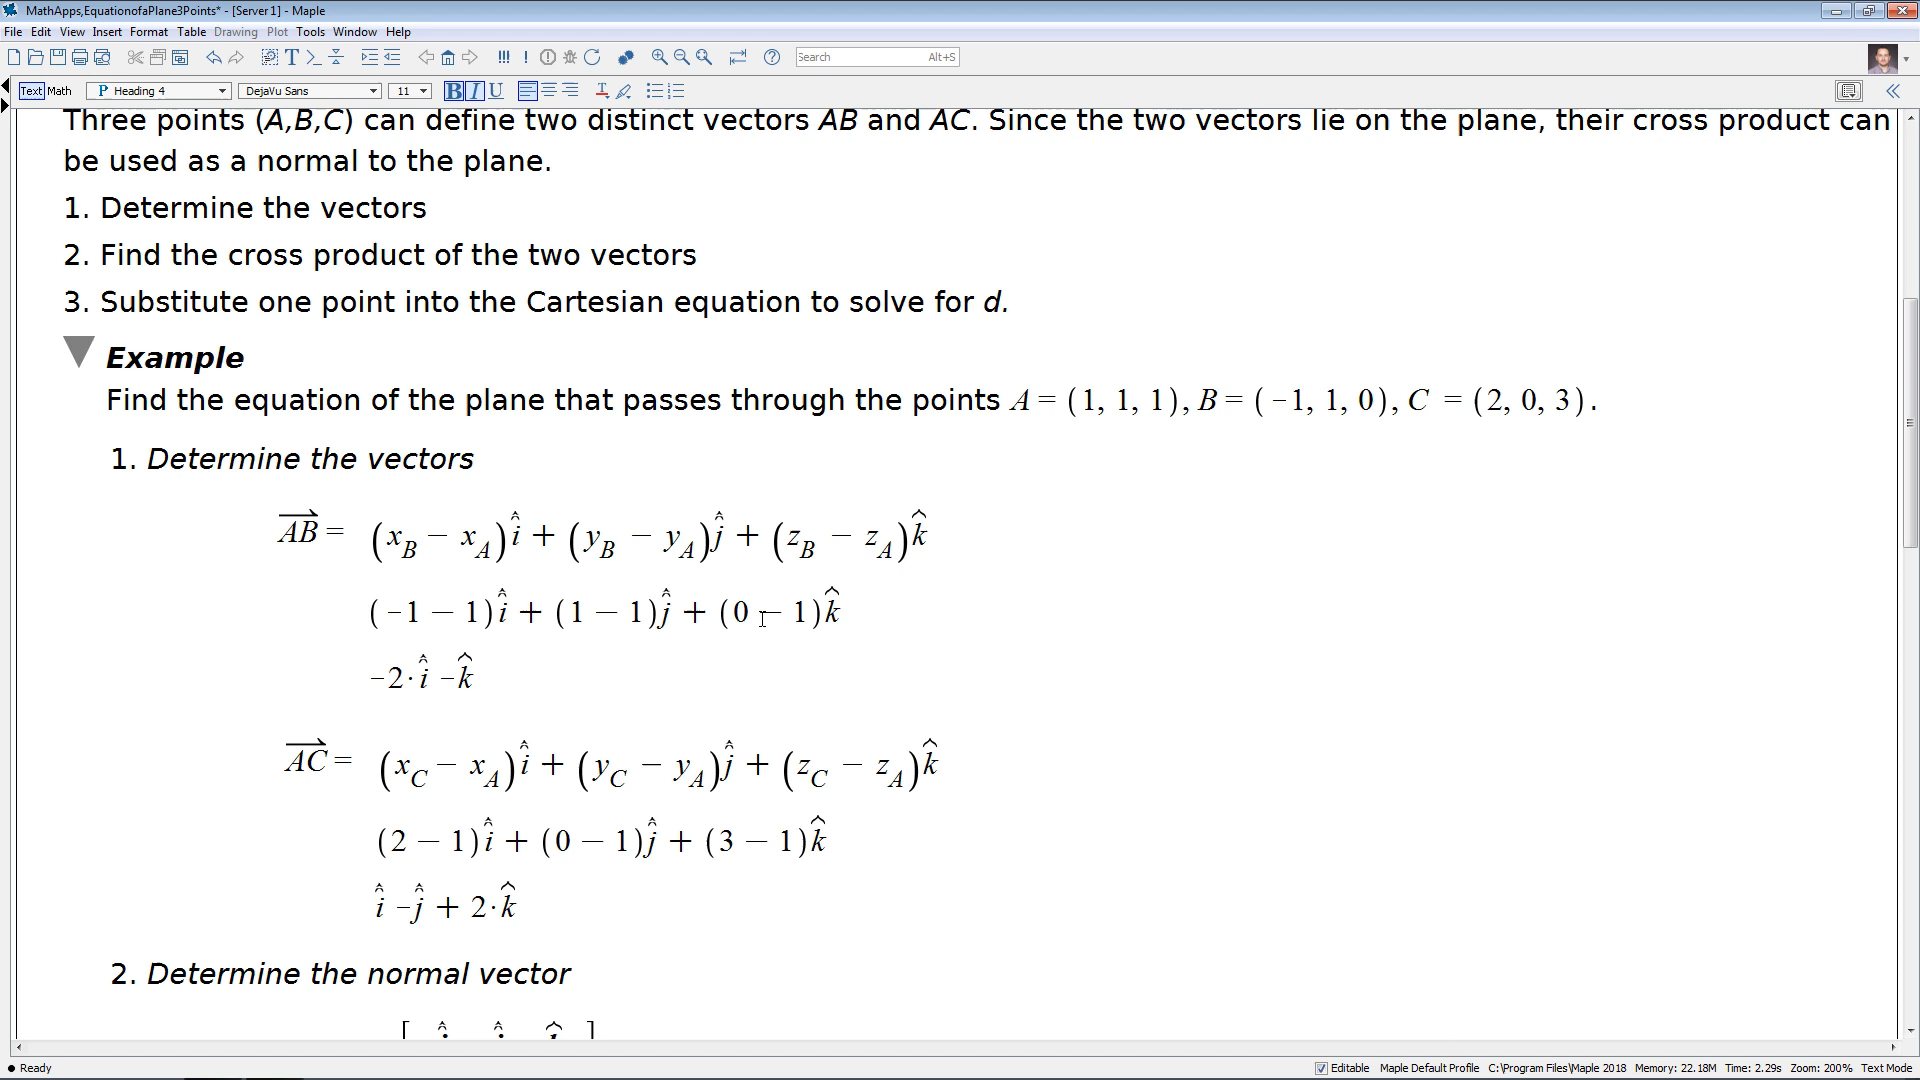 MathApps,EquationofaPlane3Points* - [Server1] - Maple
File Edit View Insert Format Table Drawing Plot Tools Window Help
Search Alt+S
Text Math P Heading 4 DejaVu Sans 11 B I U
Three points (A,B,C) can define two distinct vectors AB and AC. Since the two vectors lie on the plane, their cross product can
be used as a normal to the plane.
1. Determine the vectors
2. Find the cross product of the two vectors
3. Substitute one point into the Cartesian equation to solve for d.
Example
Find the equation of the plane that passes through the points A = (1, 1, 1), B = (−1, 1, 0), C = (2, 0, 3).
1. Determine the vectors
AB⃗ = (x_B − x_A)î + (y_B − y_A)ĵ + (z_B − z_A)k̂
(−1 − 1)î + (1 − 1)ĵ + (0 − 1)k̂
−2·î −k̂
AC⃗ = (x_C − x_A)î + (y_C − y_A)ĵ + (z_C − z_A)k̂
(2 − 1)î + (0 − 1)ĵ + (3 − 1)k̂
î −ĵ + 2·k̂
2. Determine the normal vector
Ready Editable Maple Default Profile C:\Program Files\Maple 2018 Memory: 22.18M Time: 2.29s Zoom: 200% Text Mode